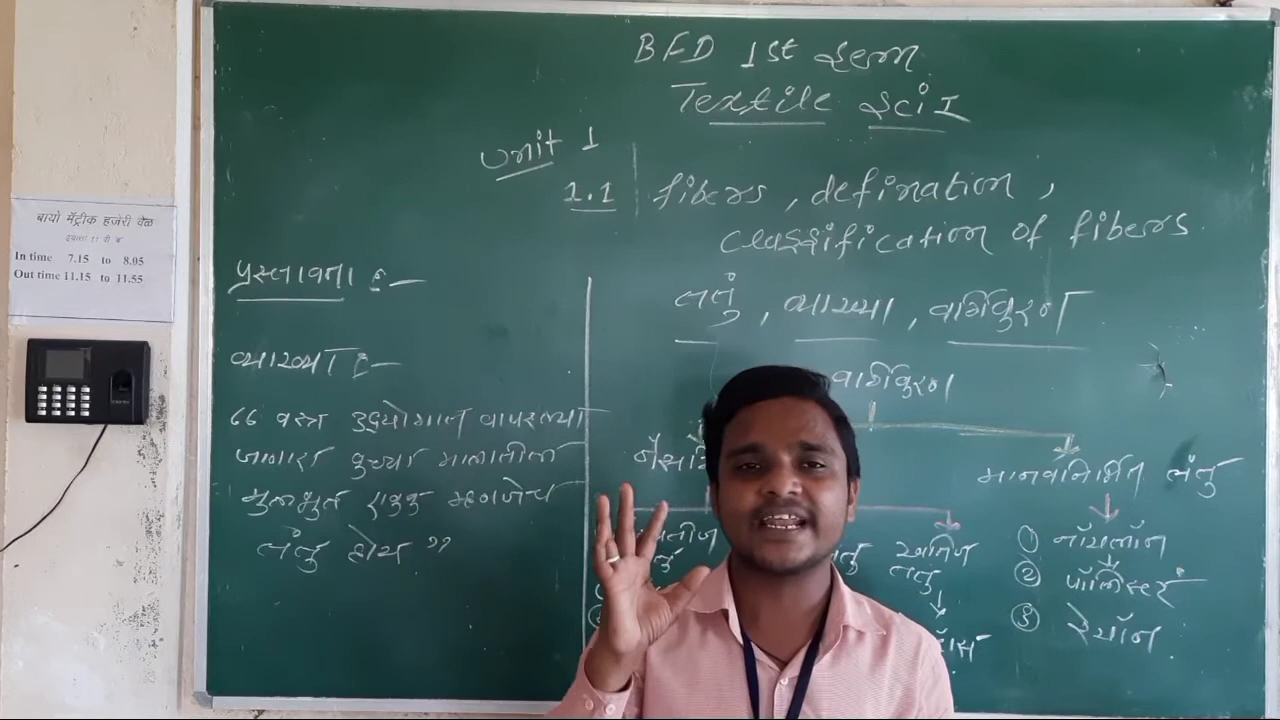 BFD 1st sem
Textile Sci I
Unit 1
1.1 fibers, defination,
classification of fibers
तंतू, व्याख्या, वर्गिकरण
वर्गिकरण
मानवनिर्मित तंतू
① नॉयलॉन
② पॉलिस्टर
③ रेयॉन
खनिज
तंतू
तंतू
प्रस्तावना :-
व्याख्या :-
“ वस्त्र उद्योगात वापरल्या
जाणारा कच्च्या मालातील
मुलभुत एकक म्हणजेच
तंतू होय ”
बायो मॅट्रीक हजेरी वेळ
In time 7.15 to 8.05
Out time 11.15 to 11.55